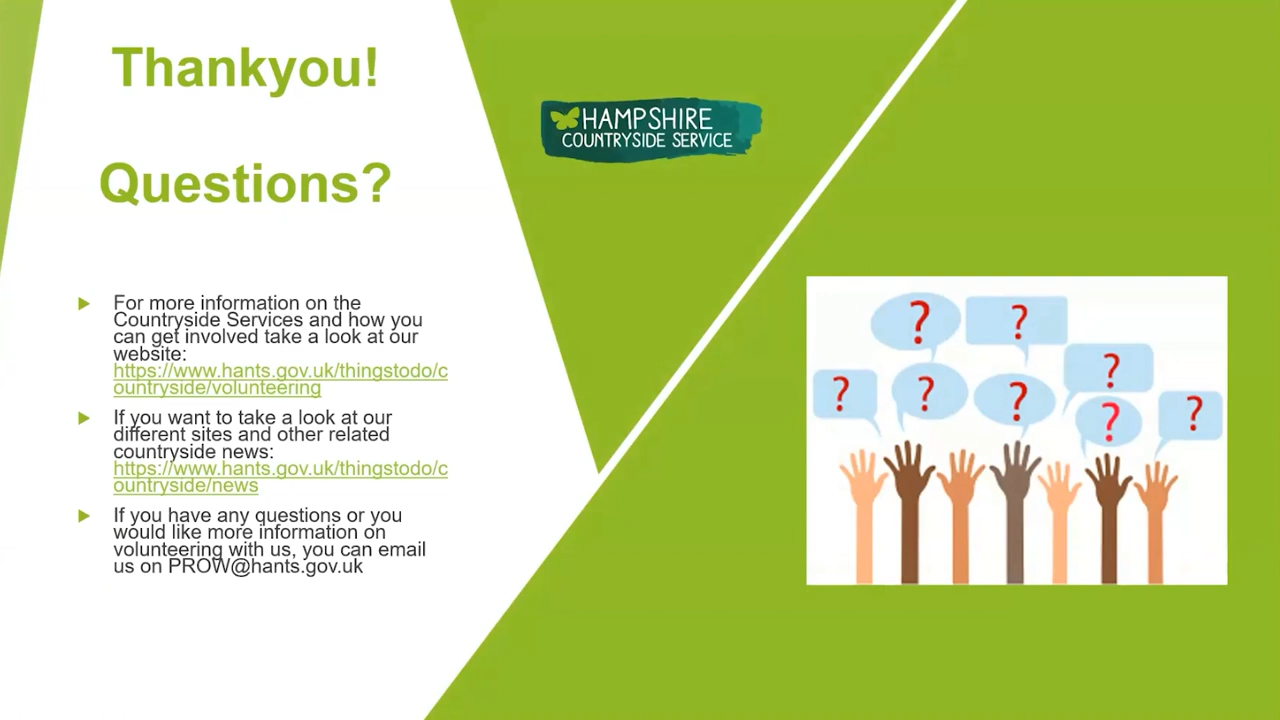 Thankyou!
Questions?
HAMPSHIRE
COUNTRYSIDE SERVICE
For more information on the
Countryside Services and how you
can get involved take a look at our
website:
https://www.hants.gov.uk/thingstodo/c
ountryside/volunteering
If you want to take a look at our
different sites and other related
countryside news:
https://www.hants.gov.uk/thingstodo/c
ountryside/news
If you have any questions or you
would like more information on
volunteering with us, you can email
us on PROW@hants.gov.uk
? ?
?
? ? ? ? ?